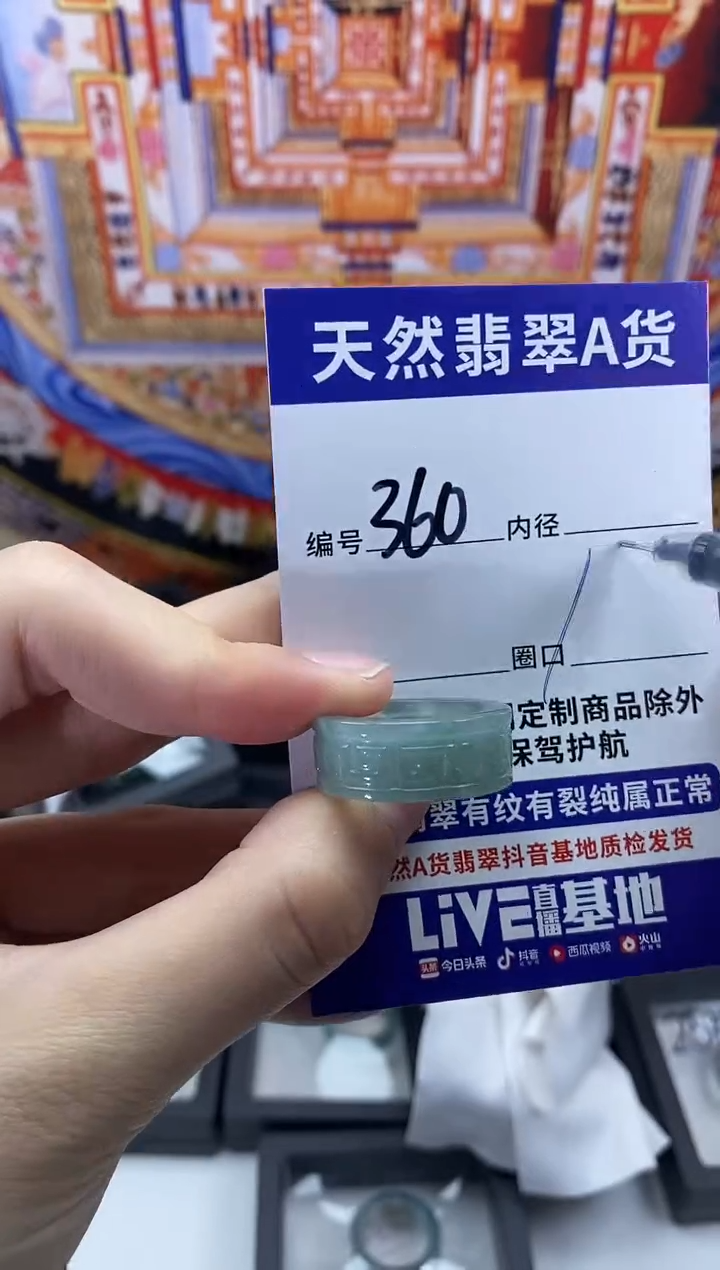 天然翡翠A货
编号 360 内径
圈口
定制商品除外
保驾护航
翠有纹有裂纯属正常
然A货翡翠抖音基地质检发货
LiVE直播基地
头条 今日头条 抖音 西瓜视频 火山